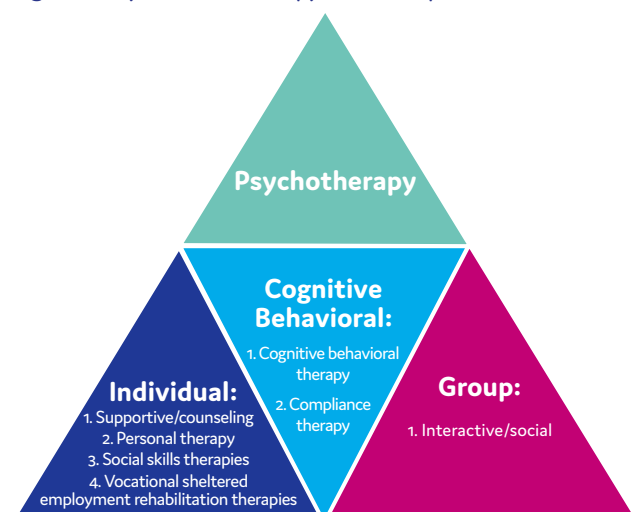 Psychotherapy
Cognitive
Behavioral:
1. Cognitive behavioral
therapy
2. Compliance
therapy
Individual:
1. Supportive/counseling
2. Personal therapy
3. Social skills therapies
4. Vocational sheltered
employment rehabilitation therapies
Group:
1. Interactive/social